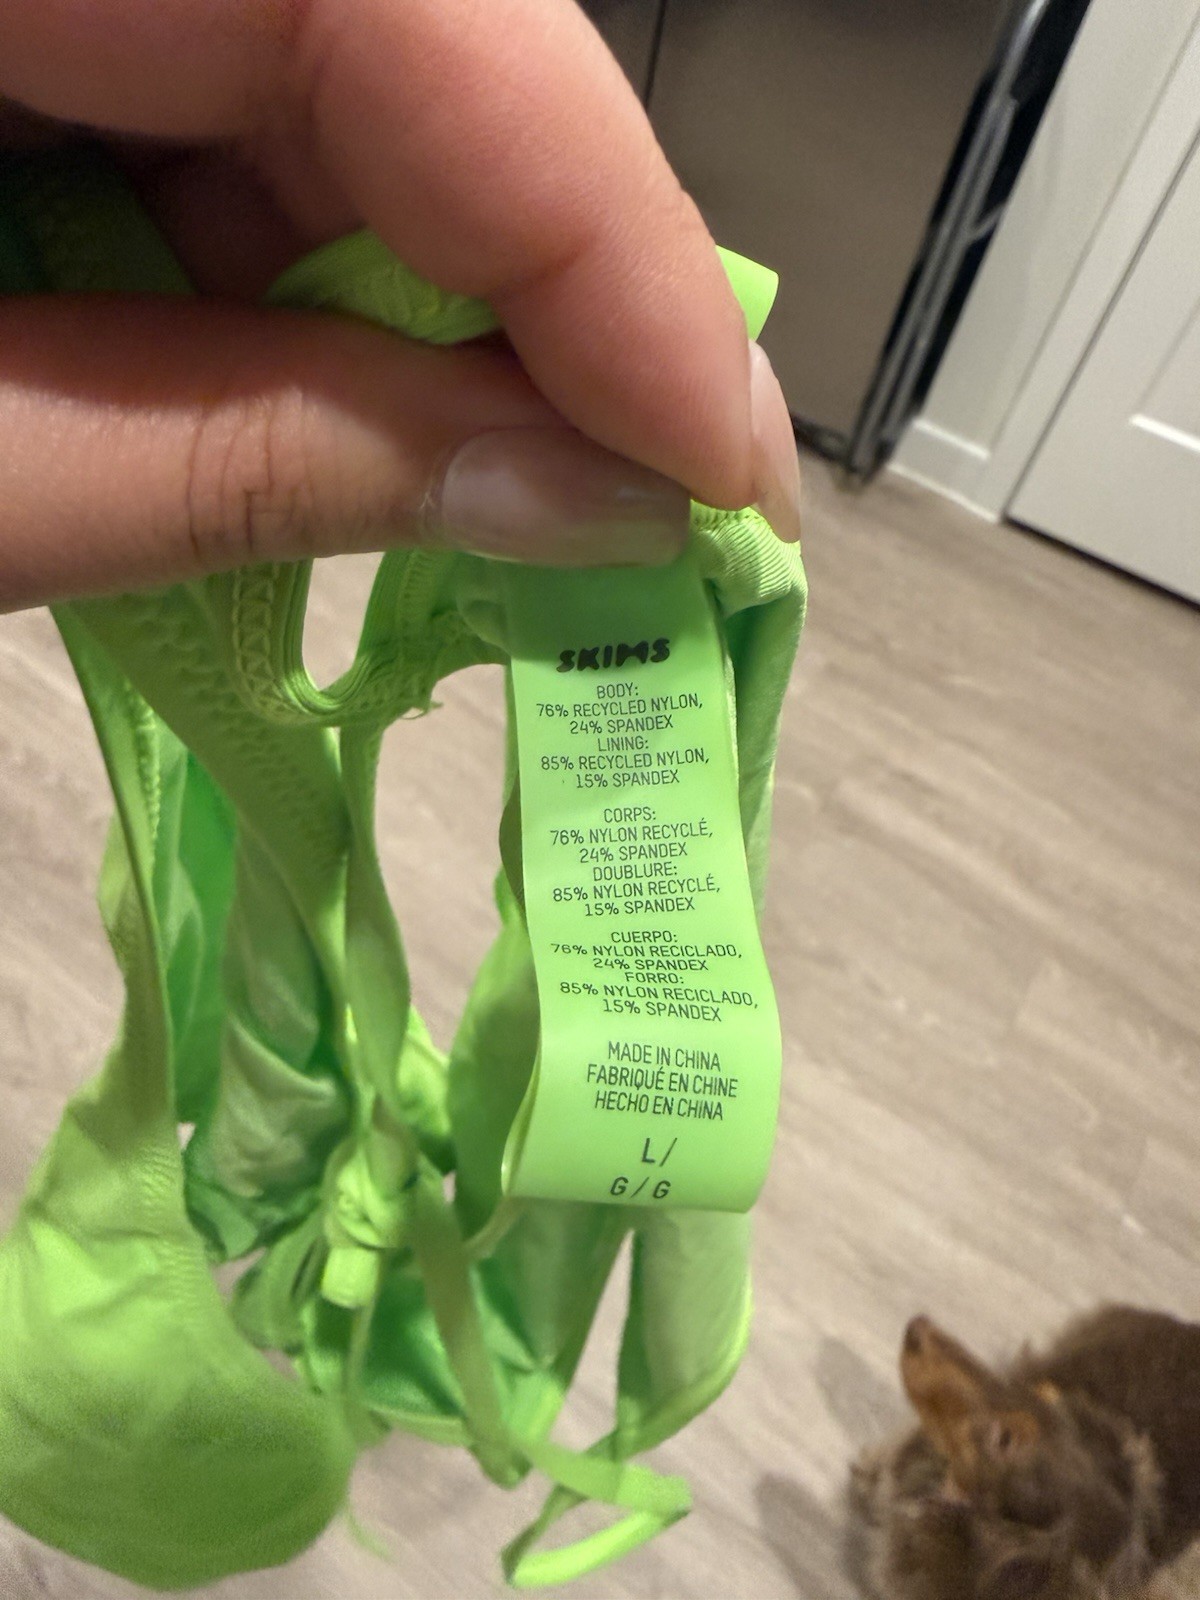 SKIMS
BODY:
76% RECYCLED NYLON,
24% SPANDEX
LINING:
85% RECYCLED NYLON,
15% SPANDEX
CORPS:
76% NYLON RECYCLÉ,
24% SPANDEX
DOUBLURE:
85% NYLON RECYCLÉ,
15% SPANDEX
CUERPO:
76% NYLON RECICLADO,
24% SPANDEX
FORRO:
85% NYLON RECICLADO,
15% SPANDEX
MADE IN CHINA
FABRIQUÉ EN CHINE
HECHO EN CHINA
L/
G/G